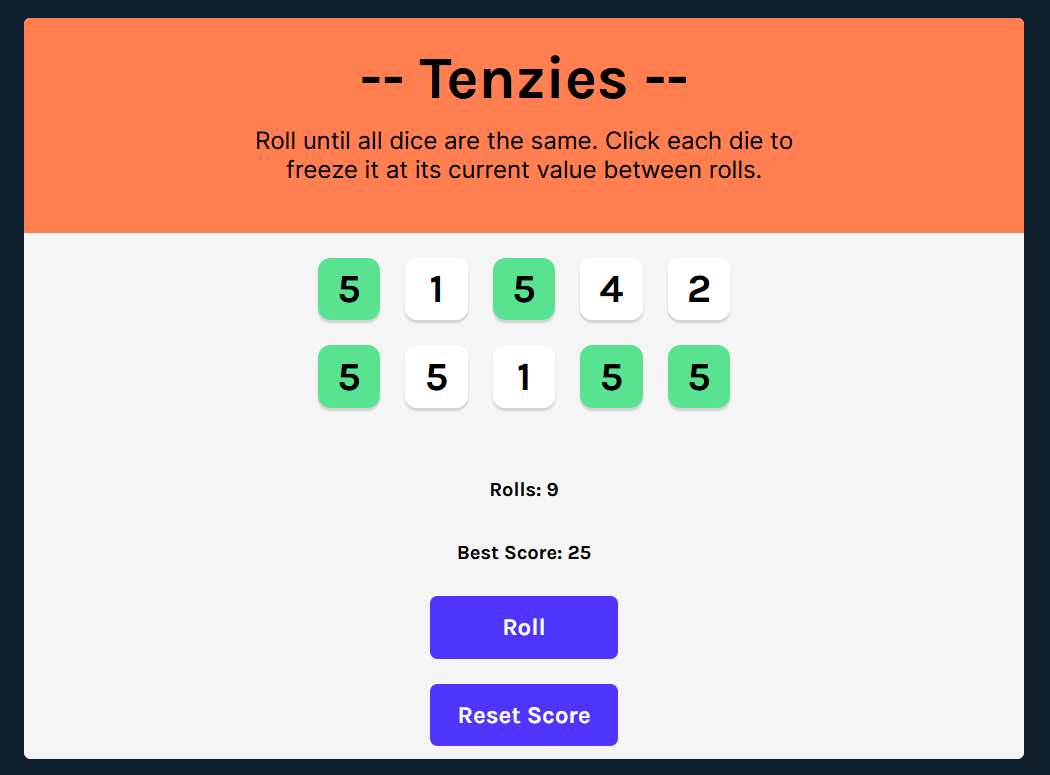 -- Tenzies --
Roll until all dice are the same. Click each die to
freeze it at its current value between rolls.
5 1 5 4 2
5 5 1 5 5
Rolls: 9
Best Score: 25
Roll
Reset Score